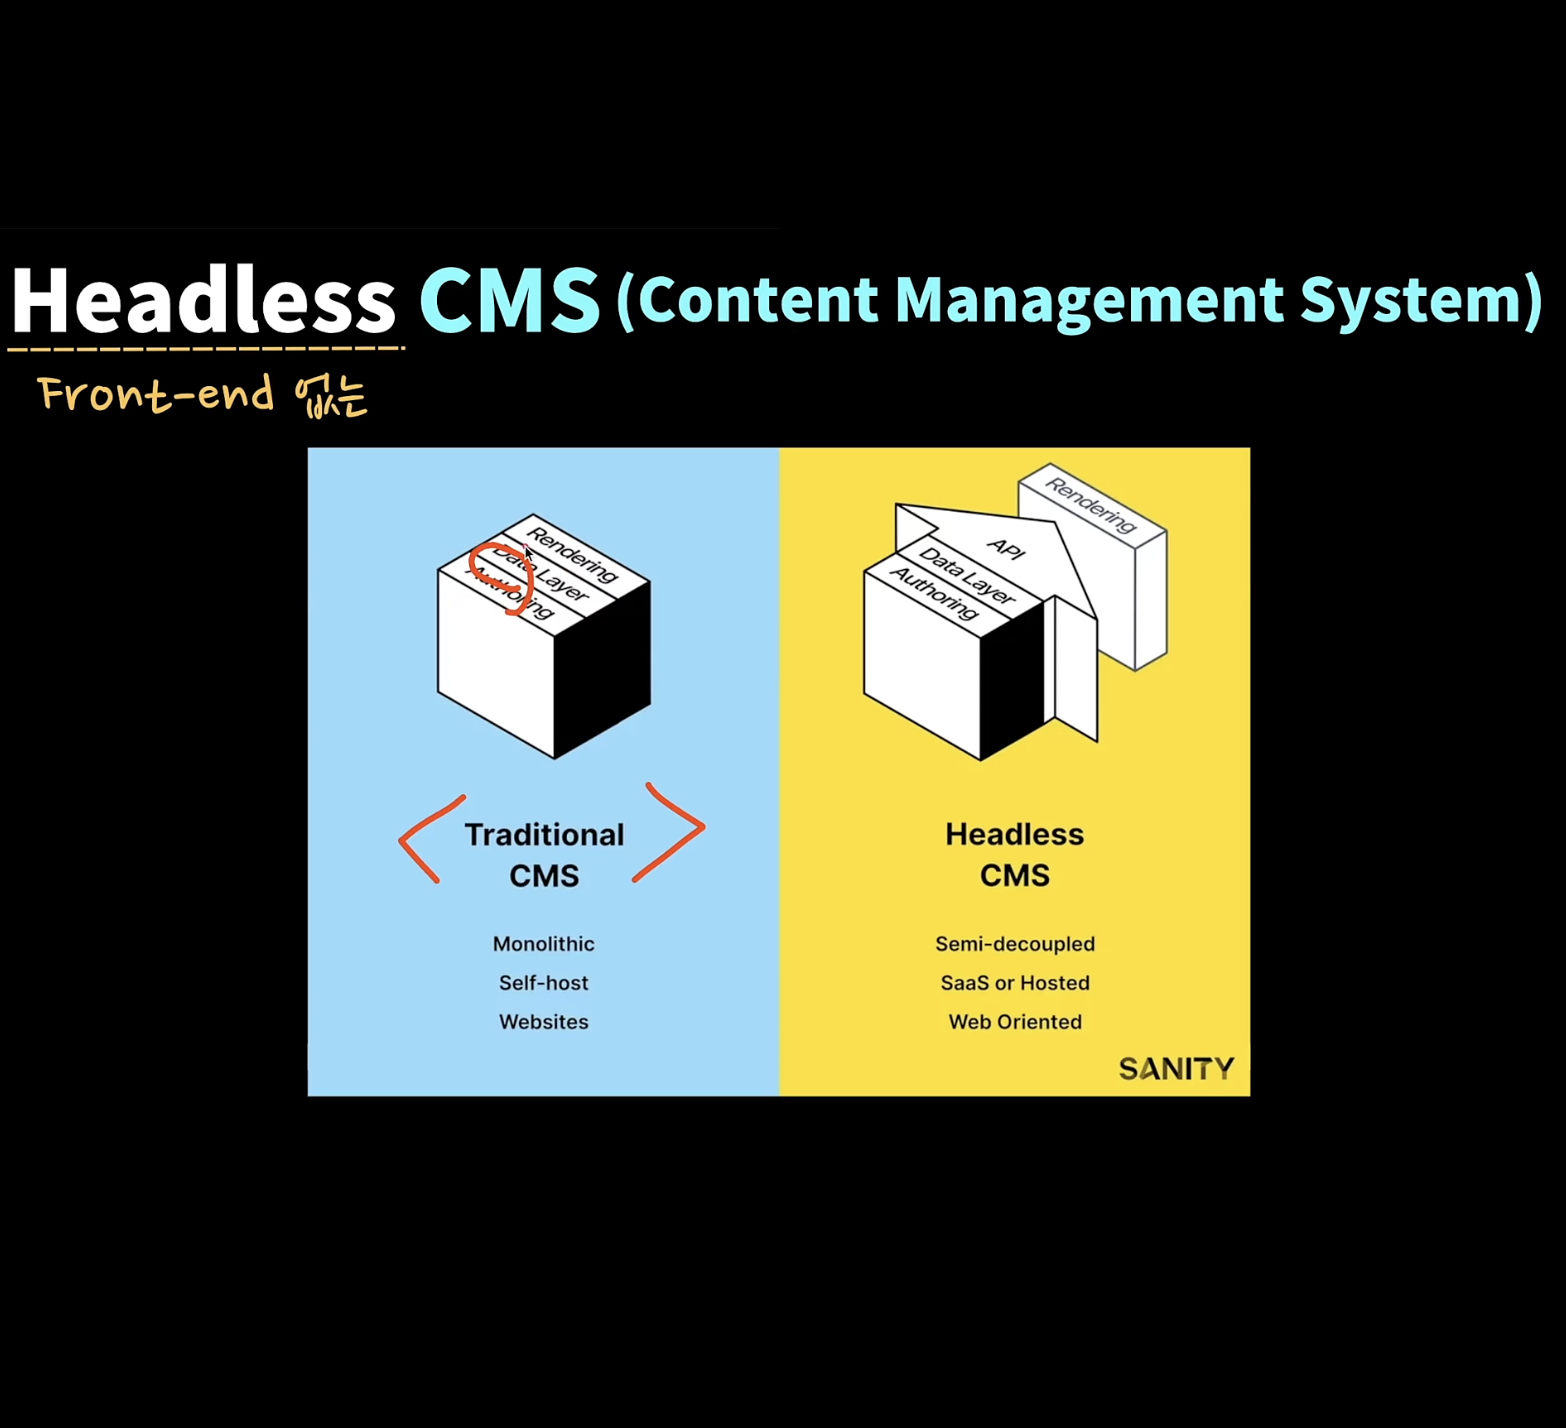 Headless CMS (Content Management System)
Front-end 없는
Rendering
Data Layer
Authoring
Traditional
CMS
Monolithic
Self-host
Websites
Rendering
API
Data Layer
Authoring
Headless
CMS
Semi-decoupled
SaaS or Hosted
Web Oriented
SANITY